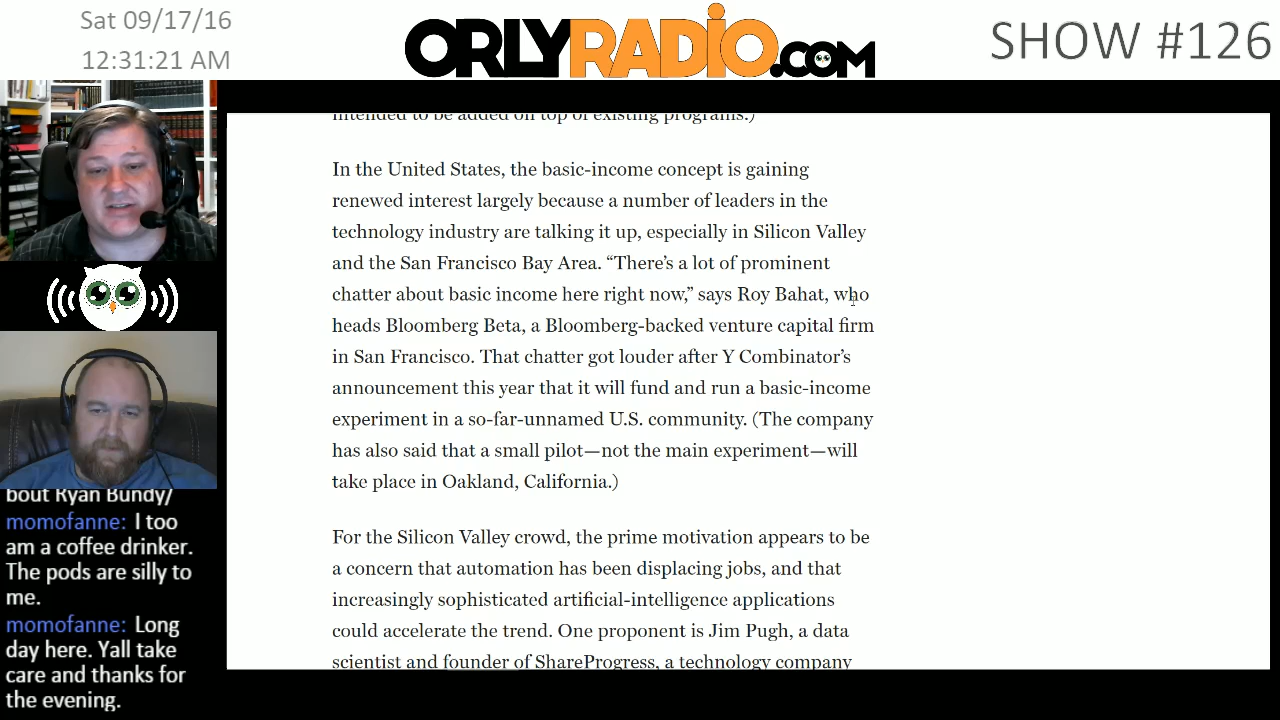 Sat 09/17/16
12:31:21 AM
ORLYRADIO.COM
SHOW #126
intended to be added on top of existing programs.)
In the United States, the basic-income concept is gaining
renewed interest largely because a number of leaders in the
technology industry are talking it up, especially in Silicon Valley
and the San Francisco Bay Area. “There’s a lot of prominent
chatter about basic income here right now,” says Roy Bahat, who
heads Bloomberg Beta, a Bloomberg-backed venture capital firm
in San Francisco. That chatter got louder after Y Combinator’s
announcement this year that it will fund and run a basic-income
experiment in a so-far-unnamed U.S. community. (The company
has also said that a small pilot—not the main experiment—will
take place in Oakland, California.)
For the Silicon Valley crowd, the prime motivation appears to be
a concern that automation has been displacing jobs, and that
increasingly sophisticated artificial-intelligence applications
could accelerate the trend. One proponent is Jim Pugh, a data
scientist and founder of ShareProgress, a technology company
bout Ryan Bundy/
momofanne: I too
am a coffee drinker.
The pods are silly to
me.
momofanne: Long
day here. Yall take
care and thanks for
the evening.